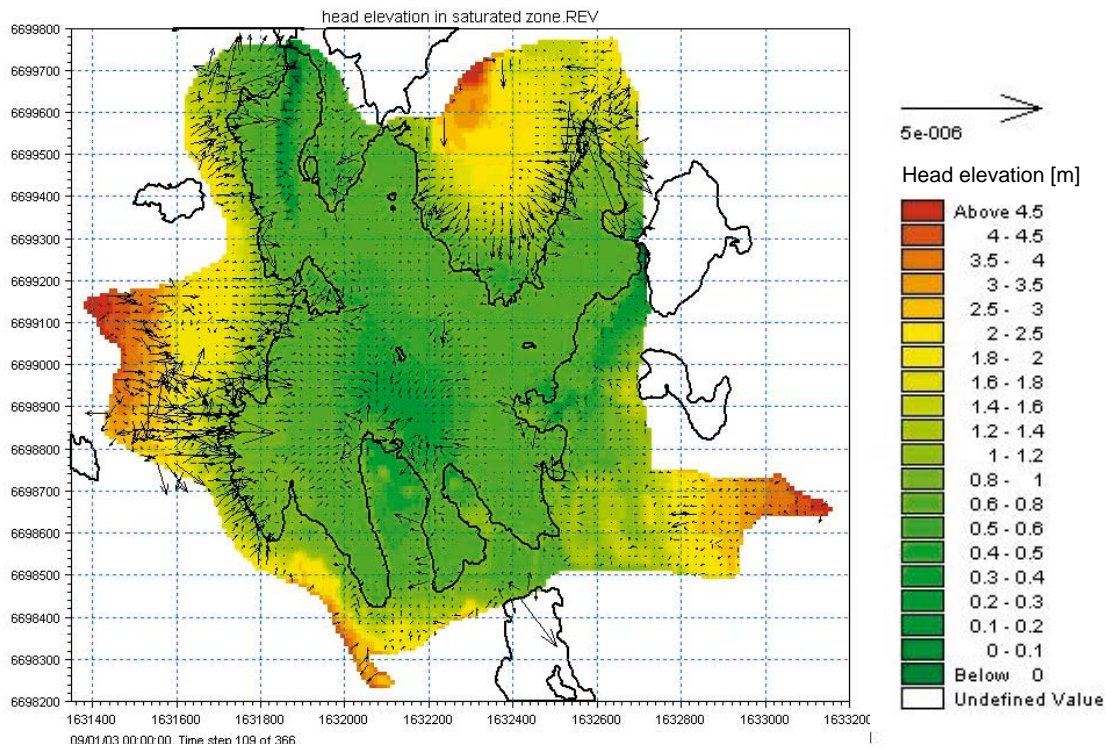 head elevation in saturated zone.REV
6699800
6699700
6699600
6699500
6699400
6699300
6699200
6699100
6699000
6698900
6698800
6698700
6698600
6698500
6698400
6698300
6698200
1631400 1631600 1631800 1632000 1632200 1632400 1632600 1632800 1633000 1633200
09/01/03 00:00:00, Time step 109 of 366
5e-006
Head elevation [m]
Above 4.5
4 - 4.5
3.5 - 4
3 - 3.5
2.5 - 3
2 - 2.5
1.8 - 2
1.6 - 1.8
1.4 - 1.6
1.2 - 1.4
1 - 1.2
0.8 - 1
0.6 - 0.8
0.5 - 0.6
0.4 - 0.5
0.3 - 0.4
0.2 - 0.3
0.1 - 0.2
0 - 0.1
Below 0
Undefined Value